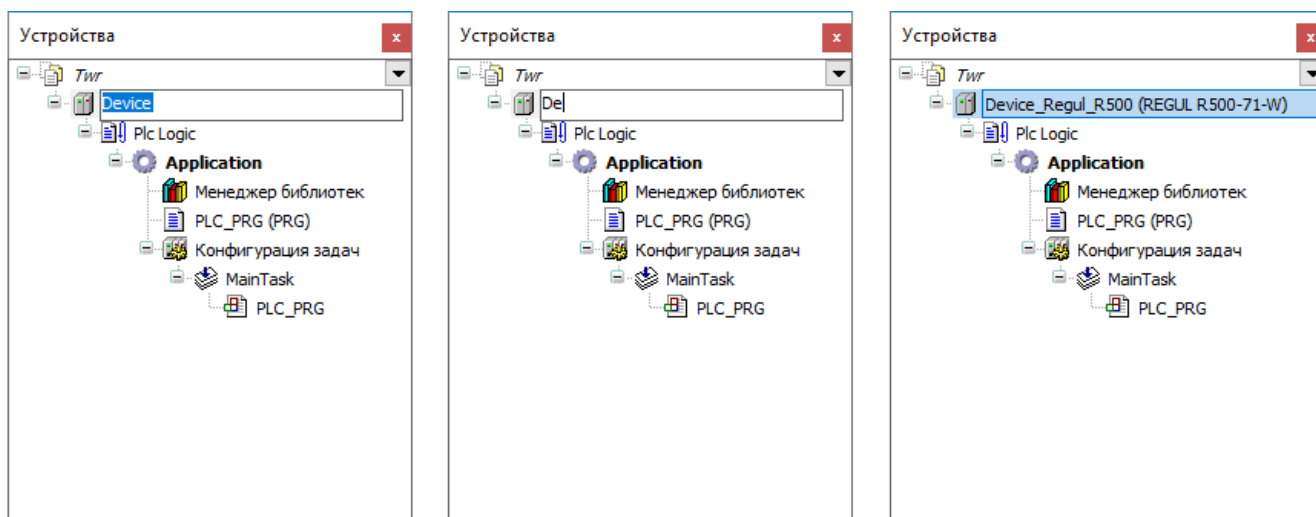 Устройства
x
Twr
Device
Plc Logic
Application
Менеджер библиотек
PLC_PRG (PRG)
Конфигурация задач
MainTask
PLC_PRG
Устройства
x
Twr
De
Plc Logic
Application
Менеджер библиотек
PLC_PRG (PRG)
Конфигурация задач
MainTask
PLC_PRG
Устройства
x
Twr
Device_Regul_R500 (REGUL R500-71-W)
Plc Logic
Application
Менеджер библиотек
PLC_PRG (PRG)
Конфигурация задач
MainTask
PLC_PRG